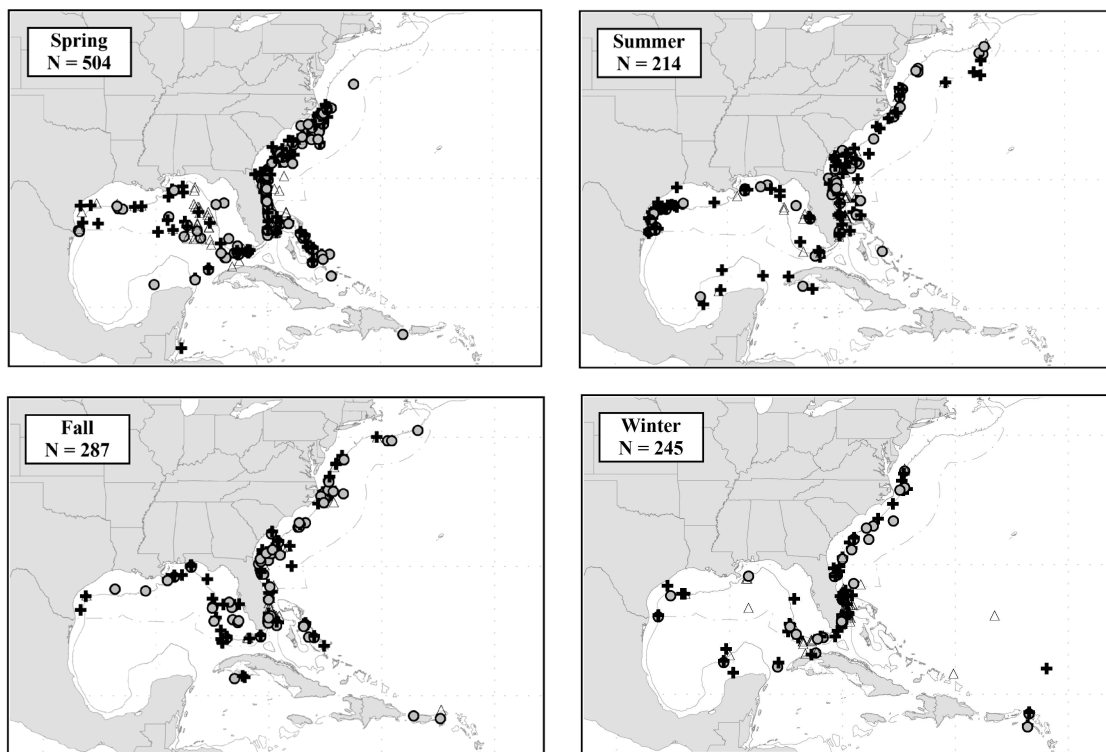 Spring
N = 504
Summer
N = 214
Fall
N = 287
Winter
N = 245